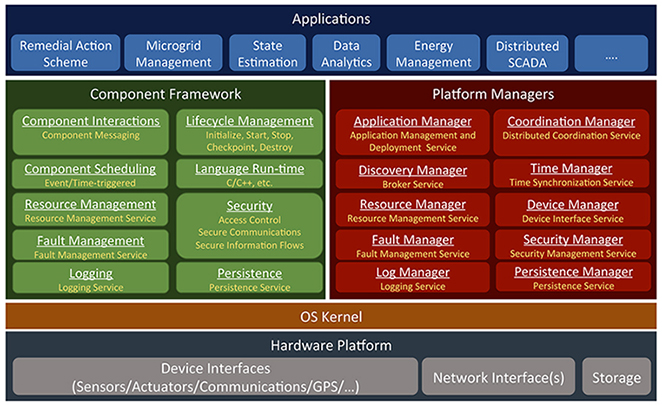 Applications
Remedial Action
Scheme
Microgrid
Management
State
Estimation
Data
Analytics
Energy
Management
Distributed
SCADA
....
Component Framework
Component Interactions
Component Messaging
Lifecycle Management
Initialize, Start, Stop,
Checkpoint, Destroy
Component Scheduling
Event/Time-triggered
Language Run-time
C/C++, etc.
Resource Management
Resource Management Service
Security
Access Control
Secure Communications
Secure Information Flows
Fault Management
Fault Management Service
Logging
Logging Service
Persistence
Persistence Service
Platform Managers
Application Manager
Application Management and
Deployment Service
Coordination Manager
Distributed Coordination Service
Discovery Manager
Broker Service
Time Manager
Time Synchronization Service
Resource Manager
Resource Management Service
Device Manager
Device Interface Service
Fault Manager
Fault Management Service
Security Manager
Security Management Service
Log Manager
Logging Service
Persistence Manager
Persistence Service
OS Kernel
Hardware Platform
Device Interfaces
(Sensors/Actuators/Communications/GPS/...)
Network Interface(s)
Storage